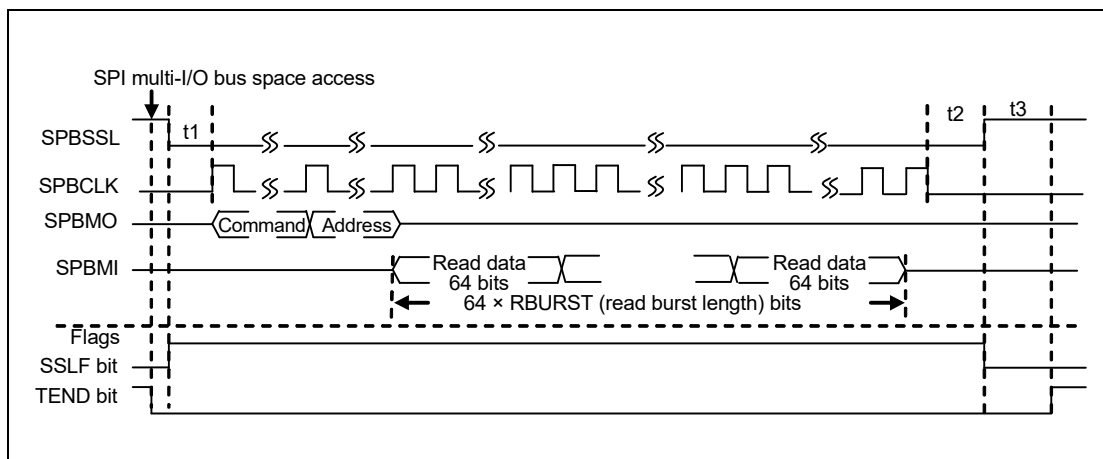 SPI multi-I/O bus space access
t1
t2
t3
SPBSSL
SPBCLK
SPBMO
Command
Address
SPBMI
Read data
64 bits
Read data
64 bits
64 × RBURST (read burst length) bits
Flags
SSLF bit
TEND bit